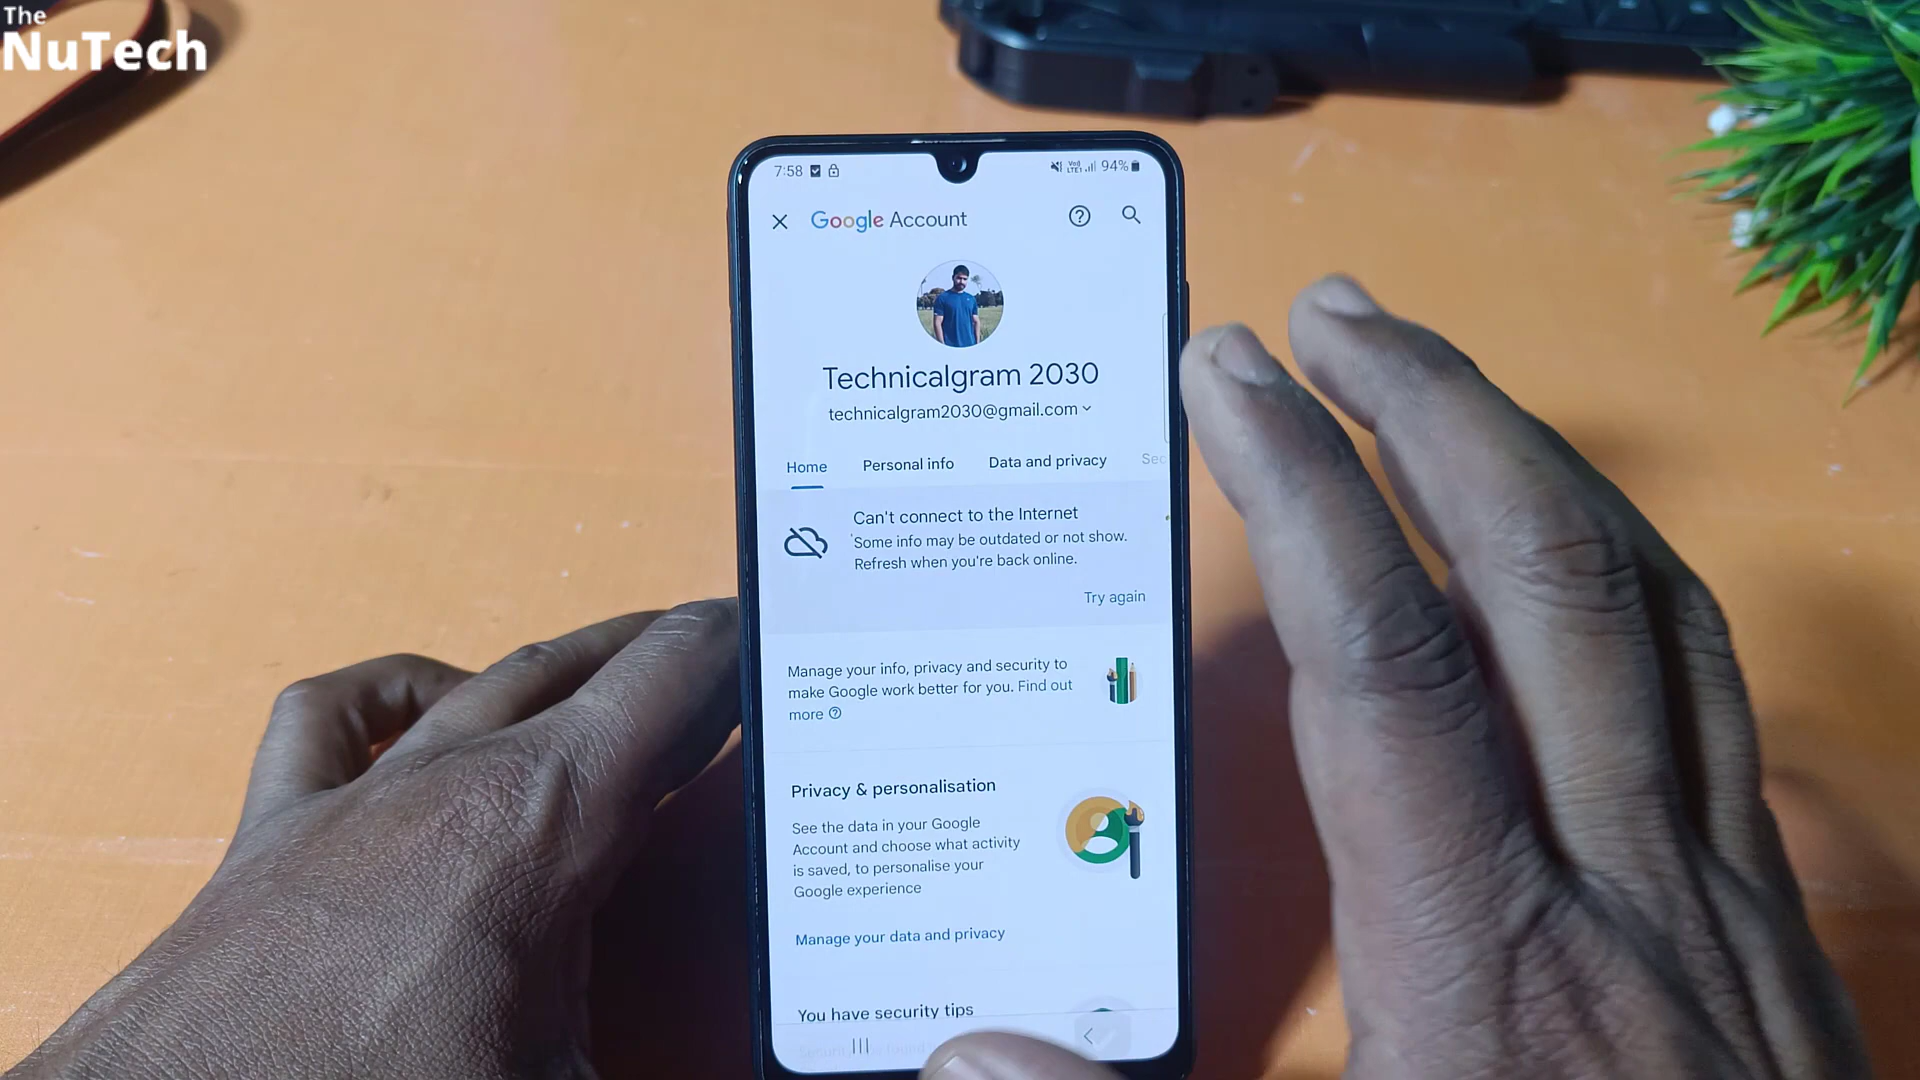 The
NuTech
7:58
Vo)) LTE1 94%
Google Account
Technicalgram 2030
technicalgram2030@gmail.com
Home Personal info Data and privacy Sec
Can't connect to the Internet
Some info may be outdated or not show.
Refresh when you're back online.
Try again
Manage your info, privacy and security to
make Google work better for you. Find out
more
Privacy & personalisation
See the data in your Google
Account and choose what activity
is saved, to personalise your
Google experience
Manage your data and privacy
You have security tips